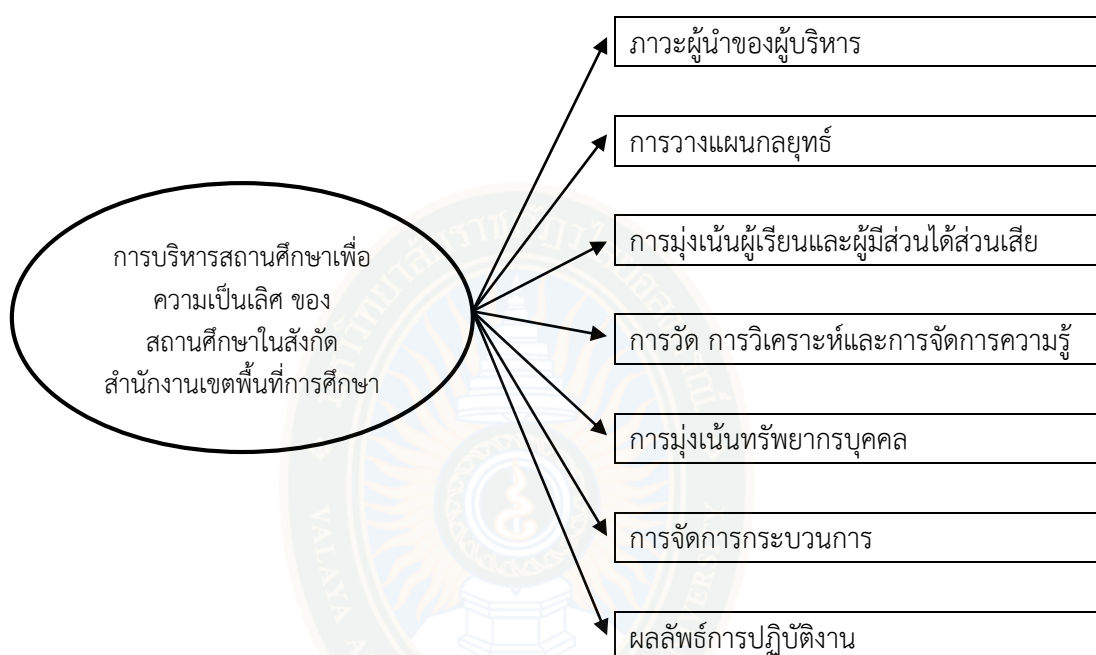 ภาวะผู้นำของผู้บริหาร
การวางแผนกลยุทธ์
การมุ่งเน้นผู้เรียนและผู้มีส่วนได้ส่วนเสีย
การบริหารสถานศึกษาเพื่อ
ความเป็นเลิศ ของ
สถานศึกษาในสังกัด
สำนักงานเขตพื้นที่การศึกษา
การวัด การวิเคราะห์และการจัดการความรู้
การมุ่งเน้นทรัพยากรบุคคล
การจัดการกระบวนการ
ผลลัพธ์การปฏิบัติงาน
VALAYA